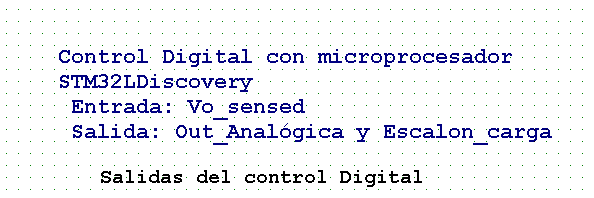 Control Digital con microprocesador
STM32LDiscovery
Entrada: Vo_sensed
Salida: Out_Analógica y Escalon_carga
Salidas del control Digital